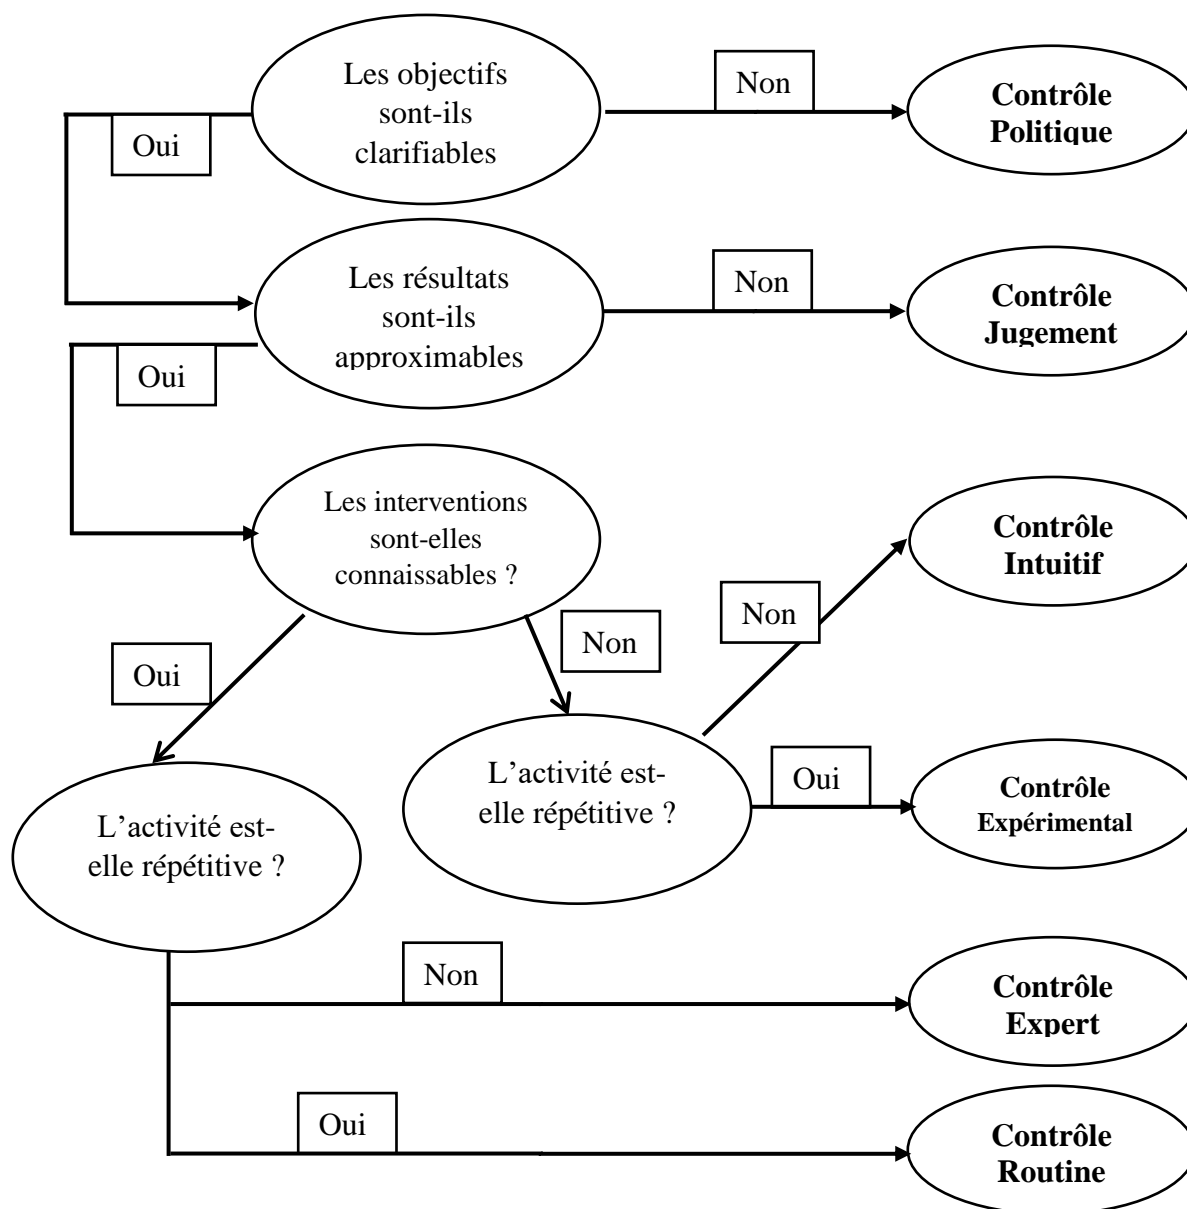 Les objectifs
sont-ils
clarifiables
Non
Contrôle
Politique
Oui
Les résultats
sont-ils
approximables
Non
Contrôle
Jugement
Oui
Les interventions
sont-elles
connaissables ?
Contrôle
Intuitif
Non
Non
Oui
L’activité est-
elle répétitive ?
Oui
Contrôle
Expérimental
L’activité est-
elle répétitive ?
Non
Contrôle
Expert
Oui
Contrôle
Routine